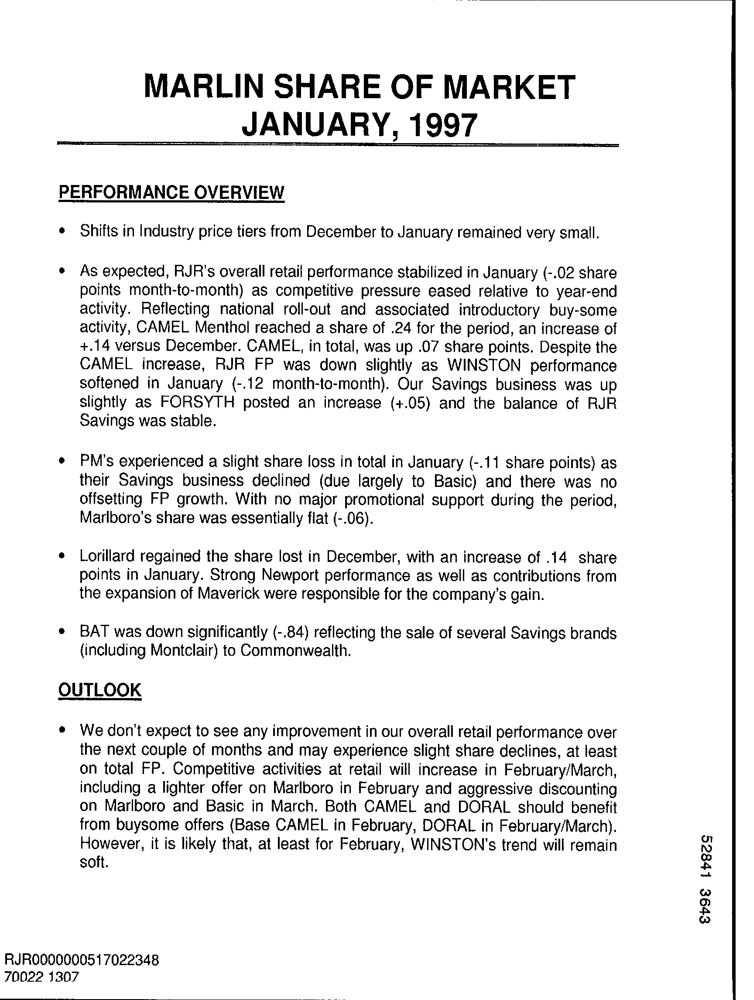 MARLIN SHARE OF MARKET
JANUARY, 1997
PERFORMANCE OVERVIEW
• Shifts in Industry price tiers from December to January remained very small.
• As expected, RJR's overall retail performance stabilized in January (-.02 share
points month-to-month) as competitive pressure eased relative to year-end
activity. Reflecting national roll-out and associated introductory buy-some
activity, CAMEL Menthol reached a share of .24 for the period, an increase of
+.14 versus December. CAMEL, in total, was up .07 share points. Despite the
CAMEL increase, RJR FP was down slightly as WINSTON performance
softened in January (-.12 month-to-month). Our Savings business was up
slightly as FORSYTH posted an increase (+.05) and the balance of RJR
Savings was stable.
• PM's experienced a slight share loss in total in January (-.11 share points) as
their Savings business declined (due largely to Basic) and there was no
offsetting FP growth. With no major promotional support during the period,
Marlboro's share was essentially flat (-.06).
• Lorillard regained the share lost in December, with an increase of .14 share
points in January. Strong Newport performance as well as contributions from
the expansion of Maverick were responsible for the company's gain.
• BAT was down significantly (-.84) reflecting the sale of several Savings brands
(including Montclair) to Commonwealth.
OUTLOOK
• We don't expect to see any improvement in our overall retail performance over
the next couple of months and may experience slight share declines, at least
on total FP. Competitive activities at retail will increase in February/March,
including a lighter offer on Marlboro in February and aggressive discounting
on Marlboro and Basic in March. Both CAMEL and DORAL should benefit
from buysome offers (Base CAMEL in February, DORAL in February/March).
However, it is likely that, at least for February, WINSTON's trend will remain
soft.
52841 3643
RJR0000000517022348
70022 1307